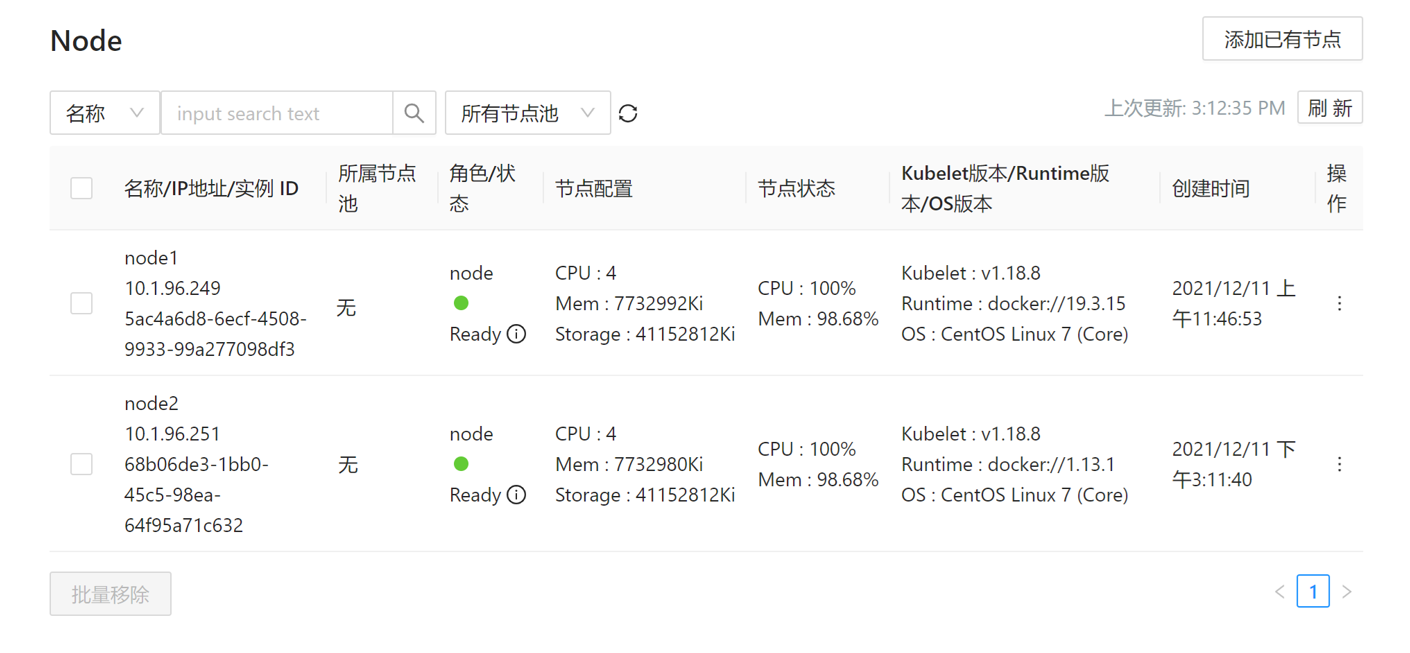 Node
添加已有节点
名称
input search text
所有节点池
上次更新: 3:12:35 PM
刷 新
名称/IP地址/实例 ID
所属节点
池
角色/状
态
节点配置
节点状态
Kubelet版本/Runtime版
本/OS版本
创建时间
操
作
node1
10.1.96.249
5ac4a6d8-6ecf-4508-
9933-99a277098df3
无
node
Ready
CPU : 4
Mem : 7732992Ki
Storage : 41152812Ki
CPU : 100%
Mem : 98.68%
Kubelet : v1.18.8
Runtime : docker://19.3.15
OS : CentOS Linux 7 (Core)
2021/12/11 上
午11:46:53
node2
10.1.96.251
68b06de3-1bb0-
45c5-98ea-
64f95a71c632
无
node
Ready
CPU : 4
Mem : 7732980Ki
Storage : 41152812Ki
CPU : 100%
Mem : 98.68%
Kubelet : v1.18.8
Runtime : docker://1.13.1
OS : CentOS Linux 7 (Core)
2021/12/11 下
午3:11:40
批量移除
1